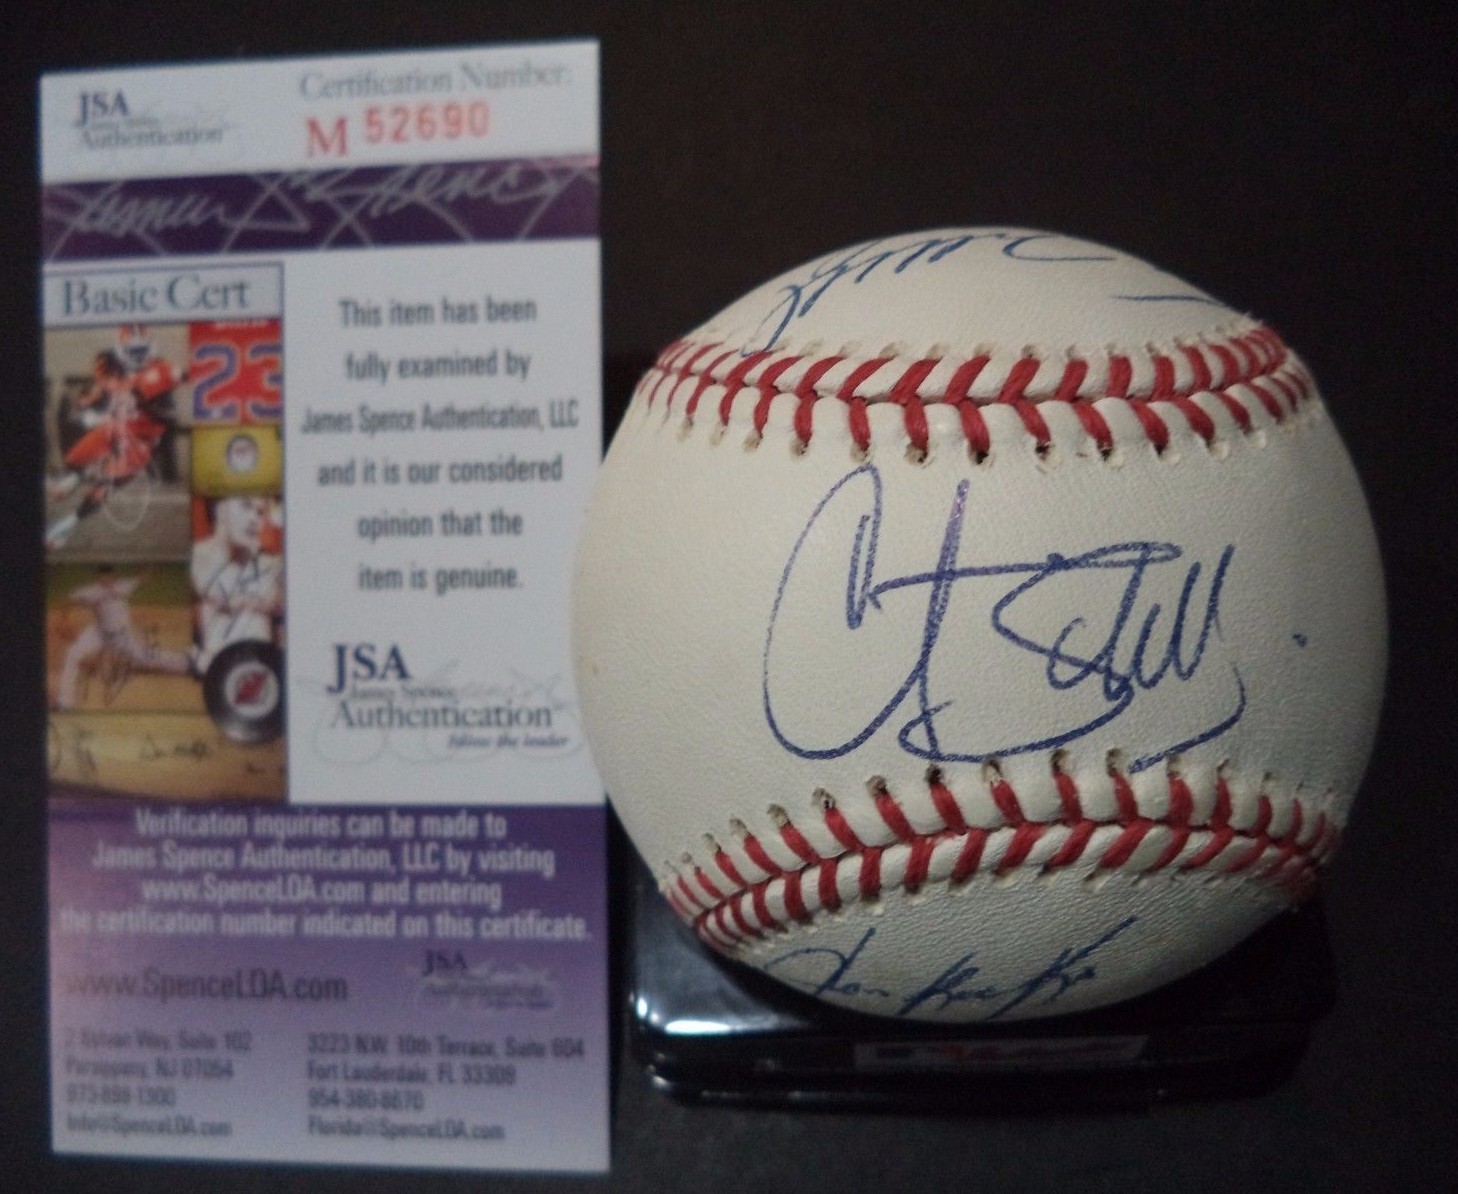 JSA
Authentication
Certification Number:
M 52690
Basic Cert
23
This item has been
fully examined by
James Spence Authentication, LLC
and it is our considered
opinion that the
item is genuine.
JSA
James Spence
Authentication
Verification inquiries can be made to
James Spence Authentication, LLC by visiting
www.SpenceLOA.com and entering
the certification number indicated on this certificate.
JSA
Authentication
www.SpenceLOA.com
2 Sylvan Way, Suite 102
Parsippany, NJ 07054
973-898-1300
Info@SpenceLOA.com
3223 NW 10th Terrace, Suite 604
Fort Lauderdale, FL 33309
954-380-8670
Florida@SpenceLOA.com